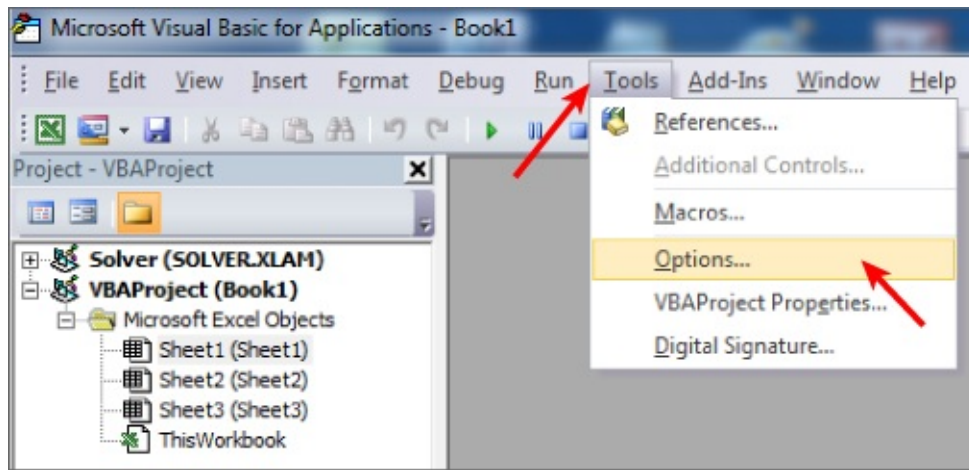 Microsoft Visual Basic for Applications - Book1
File Edit View Insert Format Debug Run Tools Add-Ins Window Help
References...
Additional Controls...
Macros...
Options...
VBAProject Properties...
Digital Signature...
Project - VBAProject
Solver (SOLVER.XLAM)
VBAProject (Book1)
Microsoft Excel Objects
Sheet1 (Sheet1)
Sheet2 (Sheet2)
Sheet3 (Sheet3)
ThisWorkbook